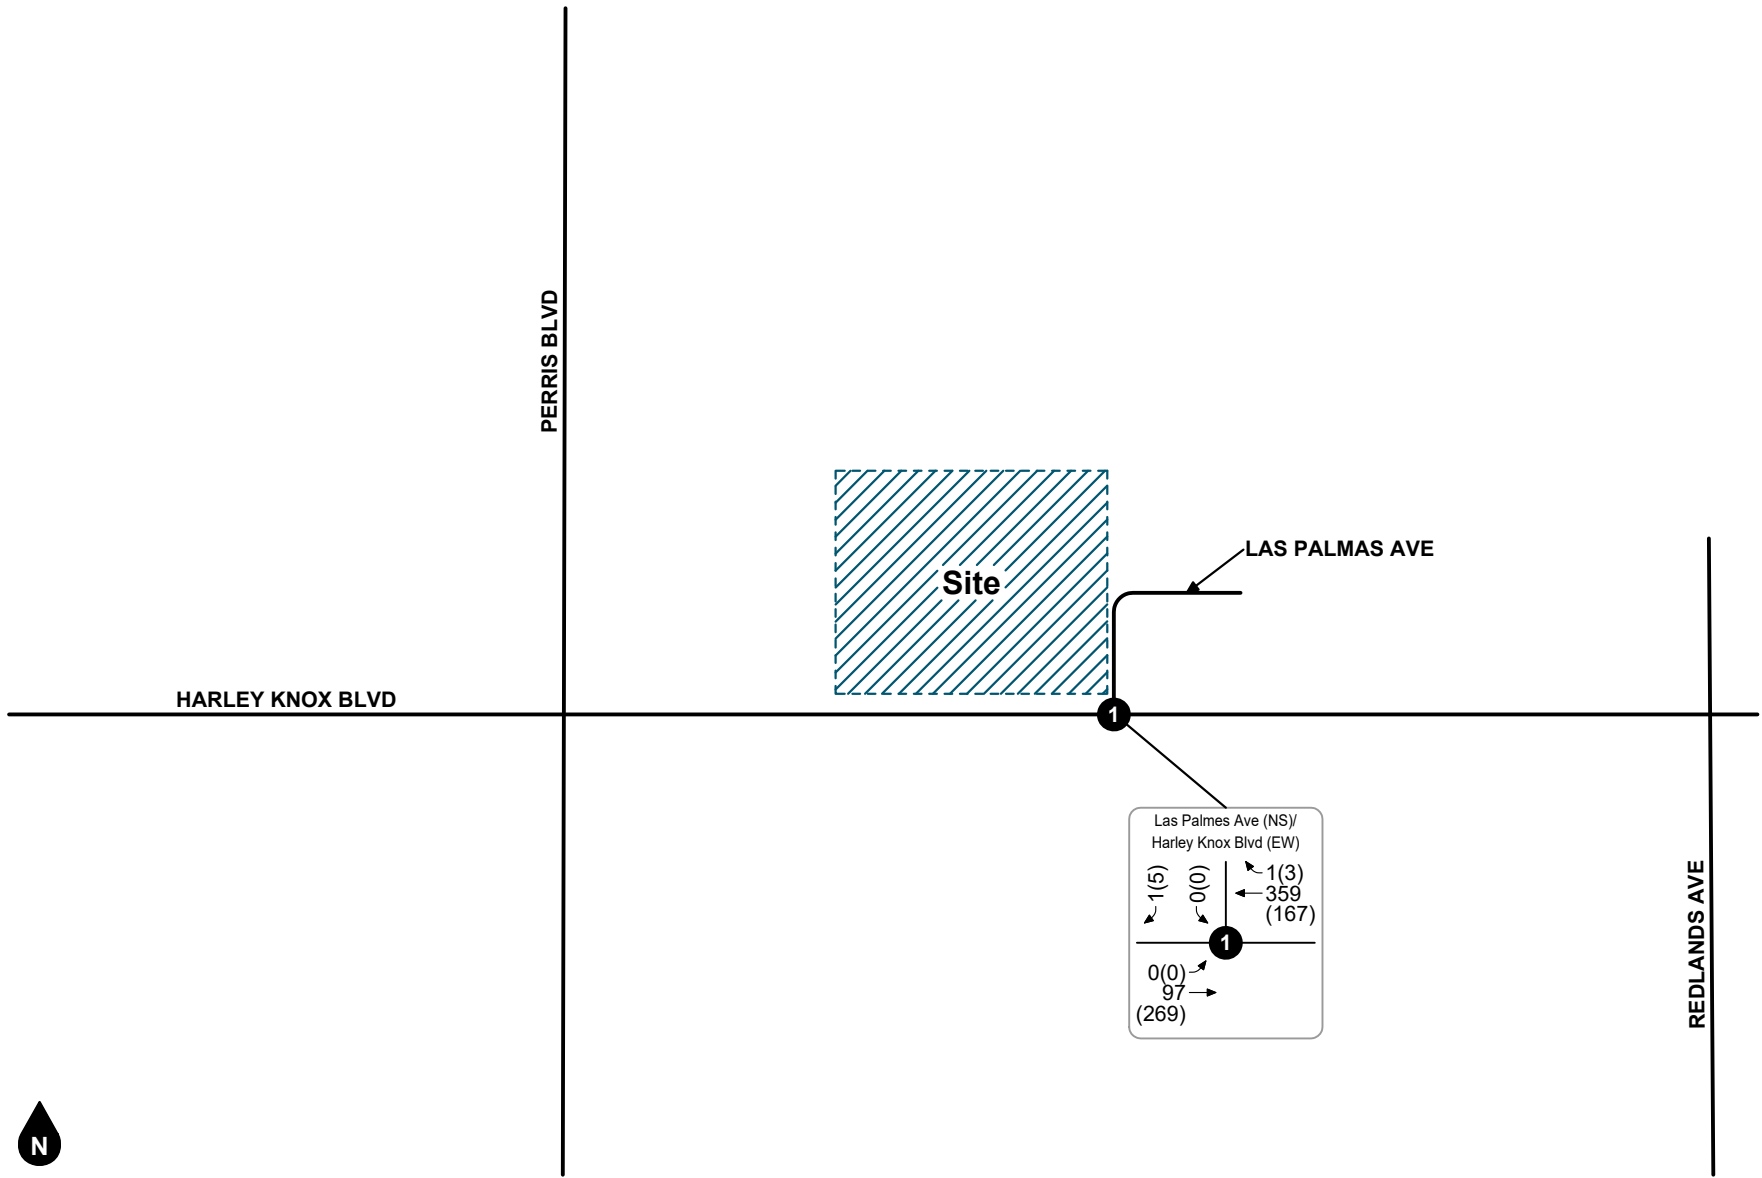 PERRIS BLVD
LAS PALMAS AVE
Site
HARLEY KNOX BLVD
1
Las Palmes Ave (NS)/
Harley Knox Blvd (EW)
1(5)
0(0)
1(3)
359
(167)
1
0(0)
97
(269)
REDLANDS AVE
N